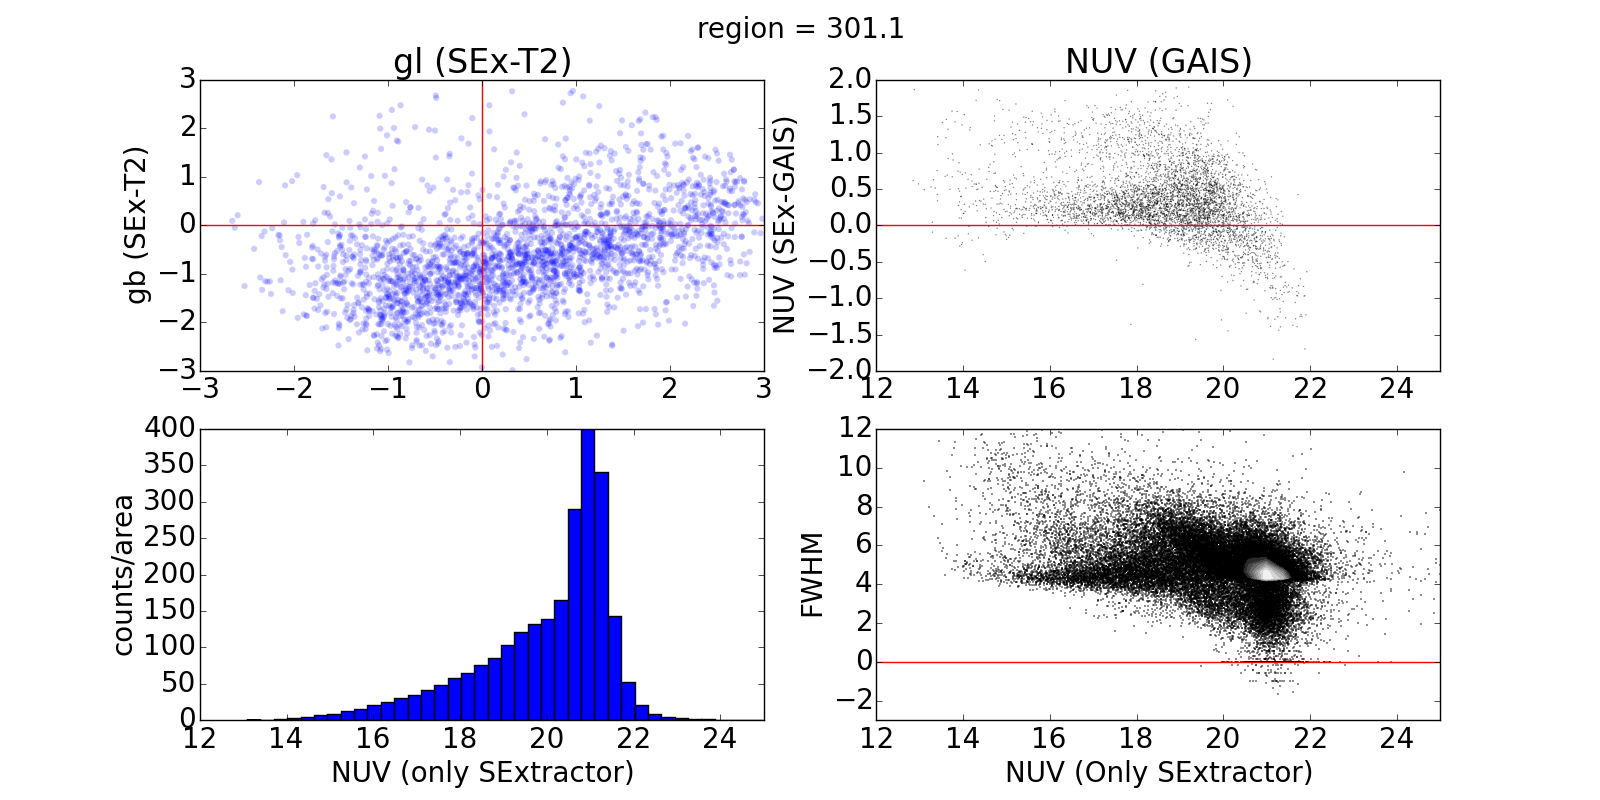 region = 301.1
gl (SEx-T2)
NUV (GAIS)
gb (SEx-T2)
3
2
1
0
−1
−2
−3
−3 −2 −1 0 1 2 3
NUV (SEx-GAIS)
2.0
1.5
1.0
0.5
0.0
−0.5
−1.0
−1.5
−2.0
12 14 16 18 20 22 24
counts/area
400
350
300
250
200
150
100
50
0
12 14 16 18 20 22 24
NUV (only SExtractor)
FWHM
12
10
8
6
4
2
0
−2
12 14 16 18 20 22 24
NUV (Only SExtractor)